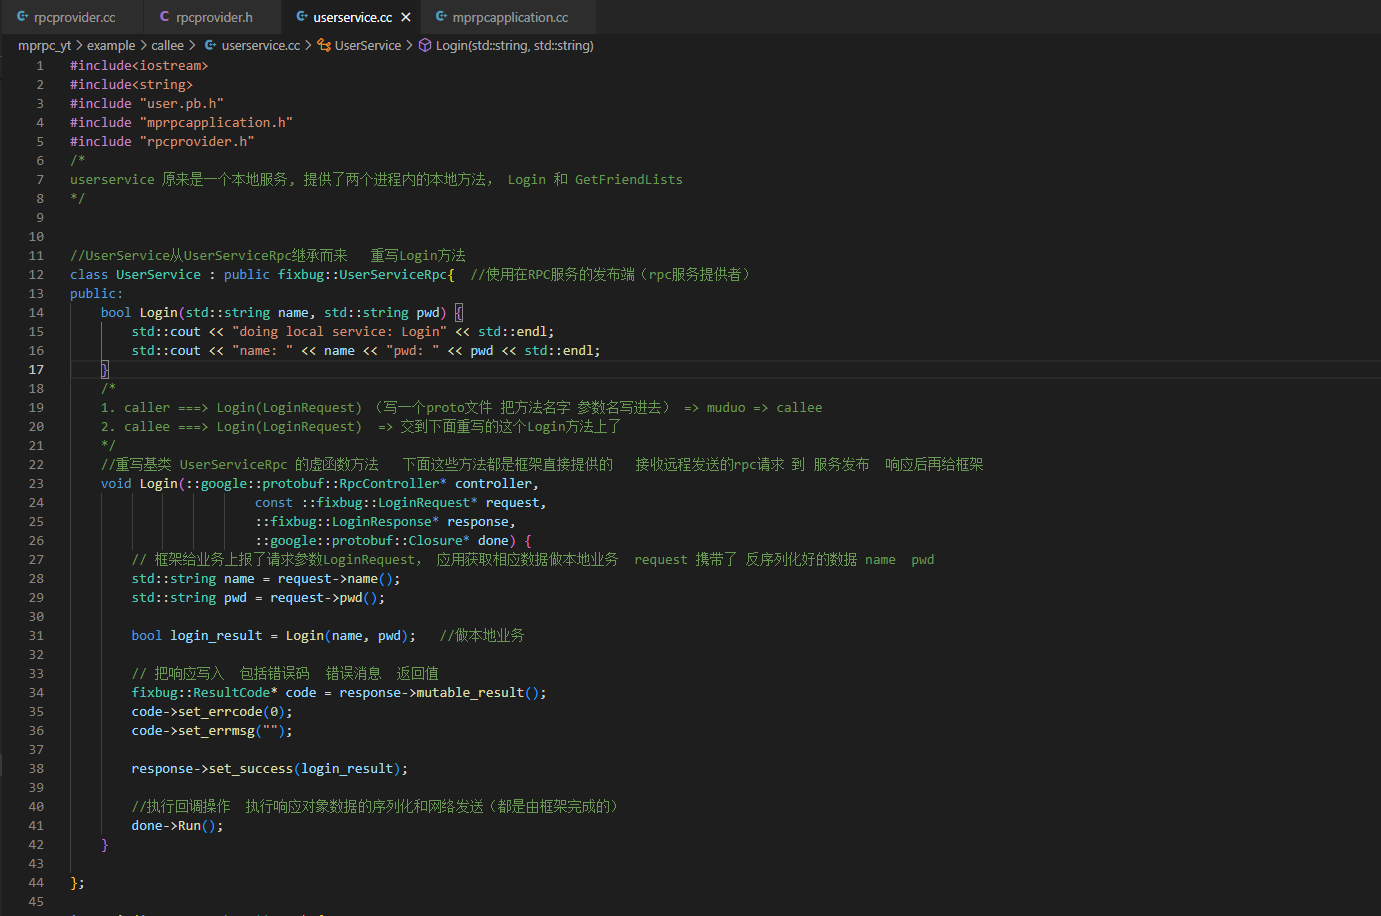 rpcprovider.cc
rpcprovider.h
userservice.cc
mprpcapplication.cc
mprpc_yt > example > callee > userservice.cc > UserService > Login(std::string, std::string)
1 #include<iostream>
2 #include<string>
3 #include "user.pb.h"
4 #include "mprpcapplication.h"
5 #include "rpcprovider.h"
6 /*
7 userservice 原来是一个本地服务, 提供了两个进程内的本地方法, Login 和 GetFriendLists
8 */
9
10
11 //UserService从UserServiceRpc继承而来   重写Login方法
12 class UserService : public fixbug::UserServiceRpc{  //使用在RPC服务的发布端（rpc服务提供者）
13 public:
14     bool Login(std::string name, std::string pwd) {
15         std::cout << "doing local service: Login" << std::endl;
16         std::cout << "name: " << name << "pwd: " << pwd << std::endl;
17     }
18     /*
19     1. caller ===> Login(LoginRequest) （写一个proto文件 把方法名字 参数名写进去） => muduo => callee
20     2. callee ===> Login(LoginRequest)  => 交到下面重写的这个Login方法上了
21     */
22     //重写基类 UserServiceRpc 的虚函数方法   下面这些方法都是框架直接提供的   接收远程发送的rpc请求 到 服务发布  响应后再给框架
23     void Login(::google::protobuf::RpcController* controller,
24                         const ::fixbug::LoginRequest* request,
25                         ::fixbug::LoginResponse* response,
26                         ::google::protobuf::Closure* done) {
27         // 框架给业务上报了请求参数LoginRequest， 应用获取相应数据做本地业务  request 携带了 反序列化好的数据 name  pwd
28         std::string name = request->name();
29         std::string pwd = request->pwd();
30
31         bool login_result = Login(name, pwd);   //做本地业务
32
33         // 把响应写入  包括错误码  错误消息  返回值
34         fixbug::ResultCode* code = response->mutable_result();
35         code->set_errcode(0);
36         code->set_errmsg("");
37
38         response->set_success(login_result);
39
40         //执行回调操作  执行响应对象数据的序列化和网络发送（都是由框架完成的）
41         done->Run();
42     }
43
44 };
45